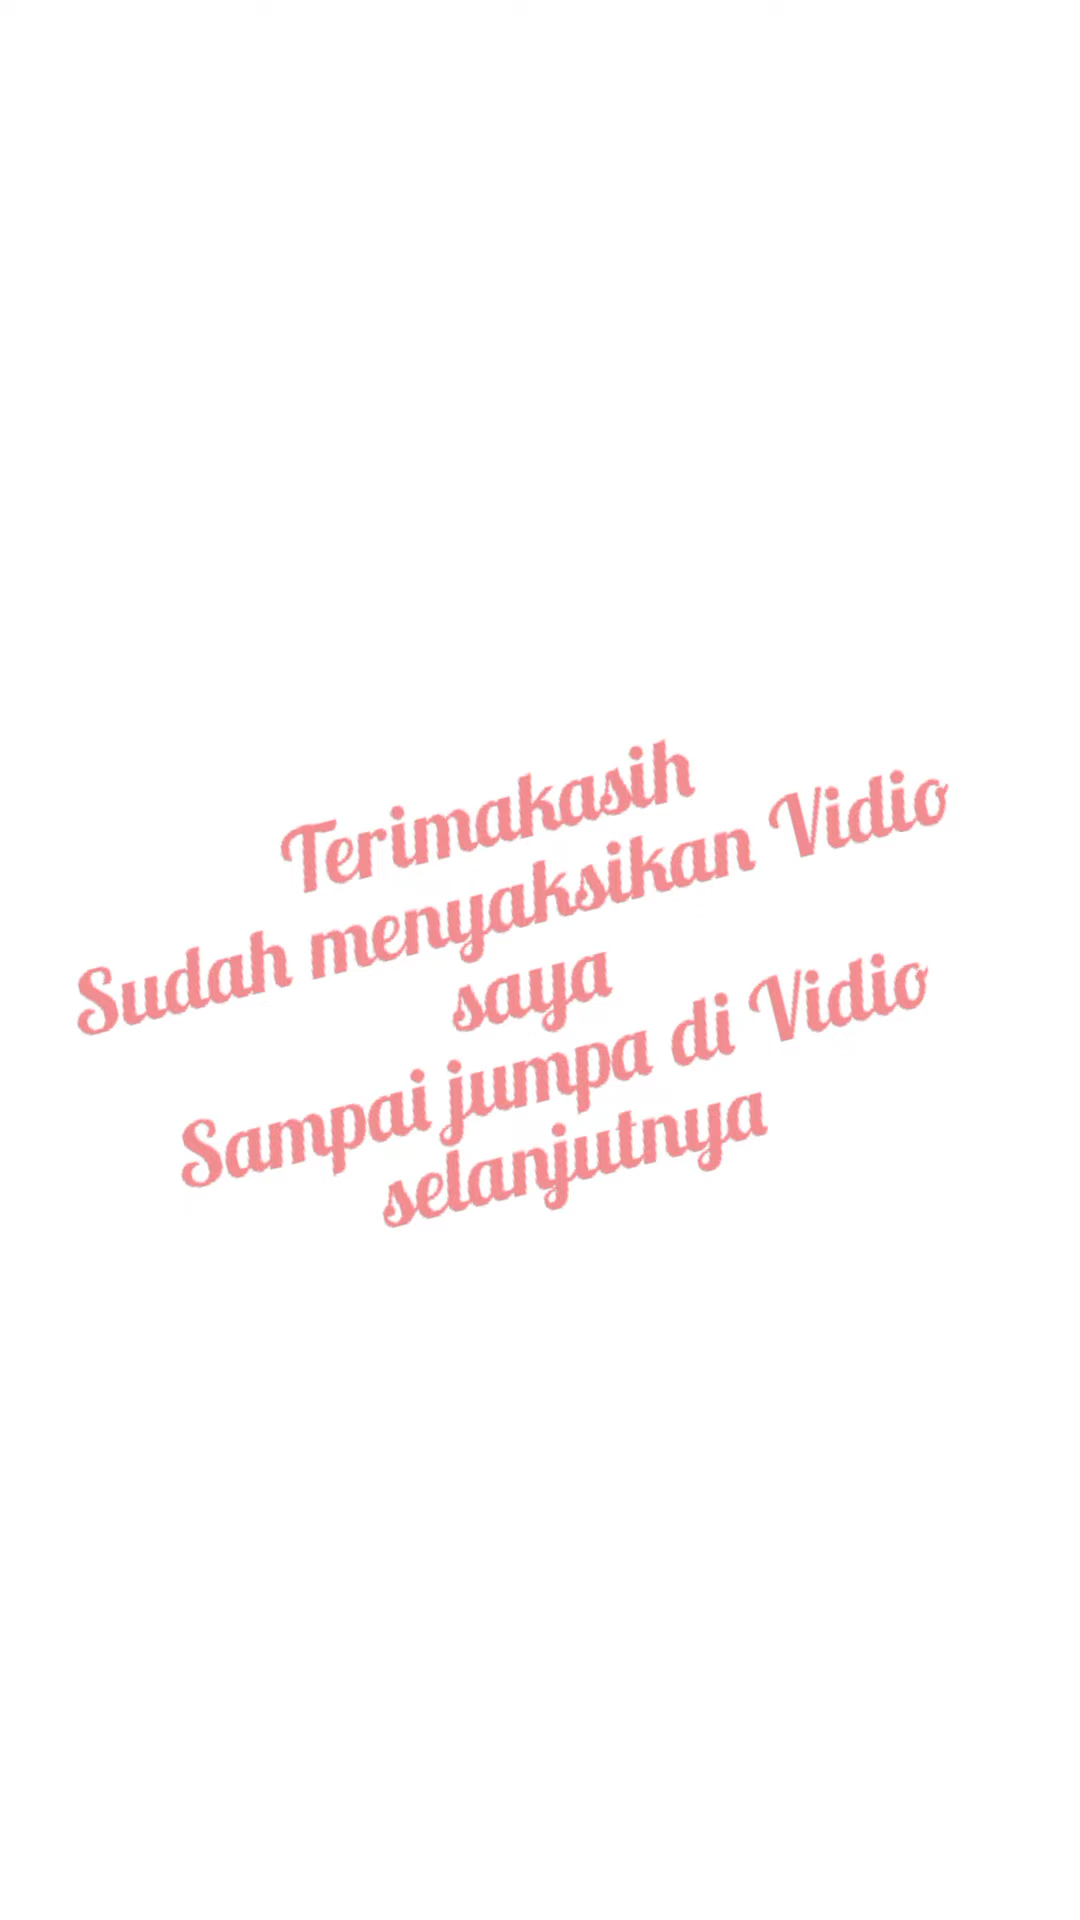 Terimakasih
Sudah menyaksikan Vidio
saya
Sampai jumpa di Vidio
selanjutnya